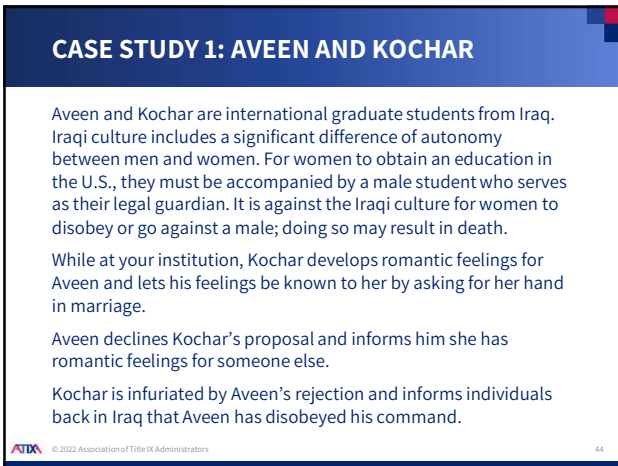 CASE STUDY 1: AVEEN AND KOCHAR
Aveen and Kochar are international graduate students from Iraq.
Iraqi culture includes a significant difference of autonomy
between men and women. For women to obtain an education in
the U.S., they must be accompanied by a male student who serves
as their legal guardian. It is against the Iraqi culture for women to
disobey or go against a male; doing so may result in death.
While at your institution, Kochar develops romantic feelings for
Aveen and lets his feelings be known to her by asking for her hand
in marriage.
Aveen declines Kochar's proposal and informs him she has
romantic feelings for someone else.
Kochar is infuriated by Aveen's rejection and informs individuals
back in Iraq that Aveen has disobeyed his command.
ATIXA © 2022 Association of Title IX Administrators 44